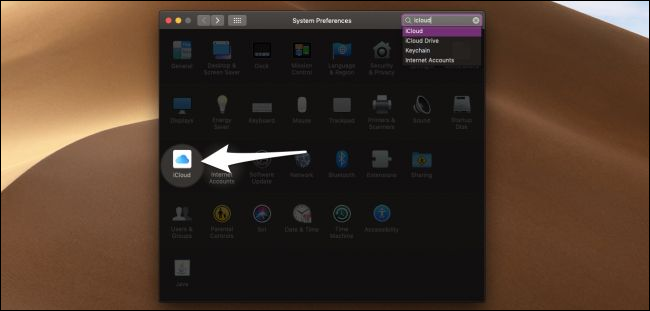 System Preferences
icloud
iCloud
iCloud Drive
Keychain
Internet Accounts
General
Desktop &
Screen Saver
Dock
Mission
Control
Language
& Region
Security
& Privacy
Displays
Energy
Saver
Keyboard
Mouse
Trackpad
Printers &
Scanners
Sound
Startup
Disk
iCloud
Internet
Accounts
Software
Update
Network
Bluetooth
Extensions
Sharing
Users &
Groups
Parental
Controls
Siri
Date & Time
Time
Machine
Accessibility
Java